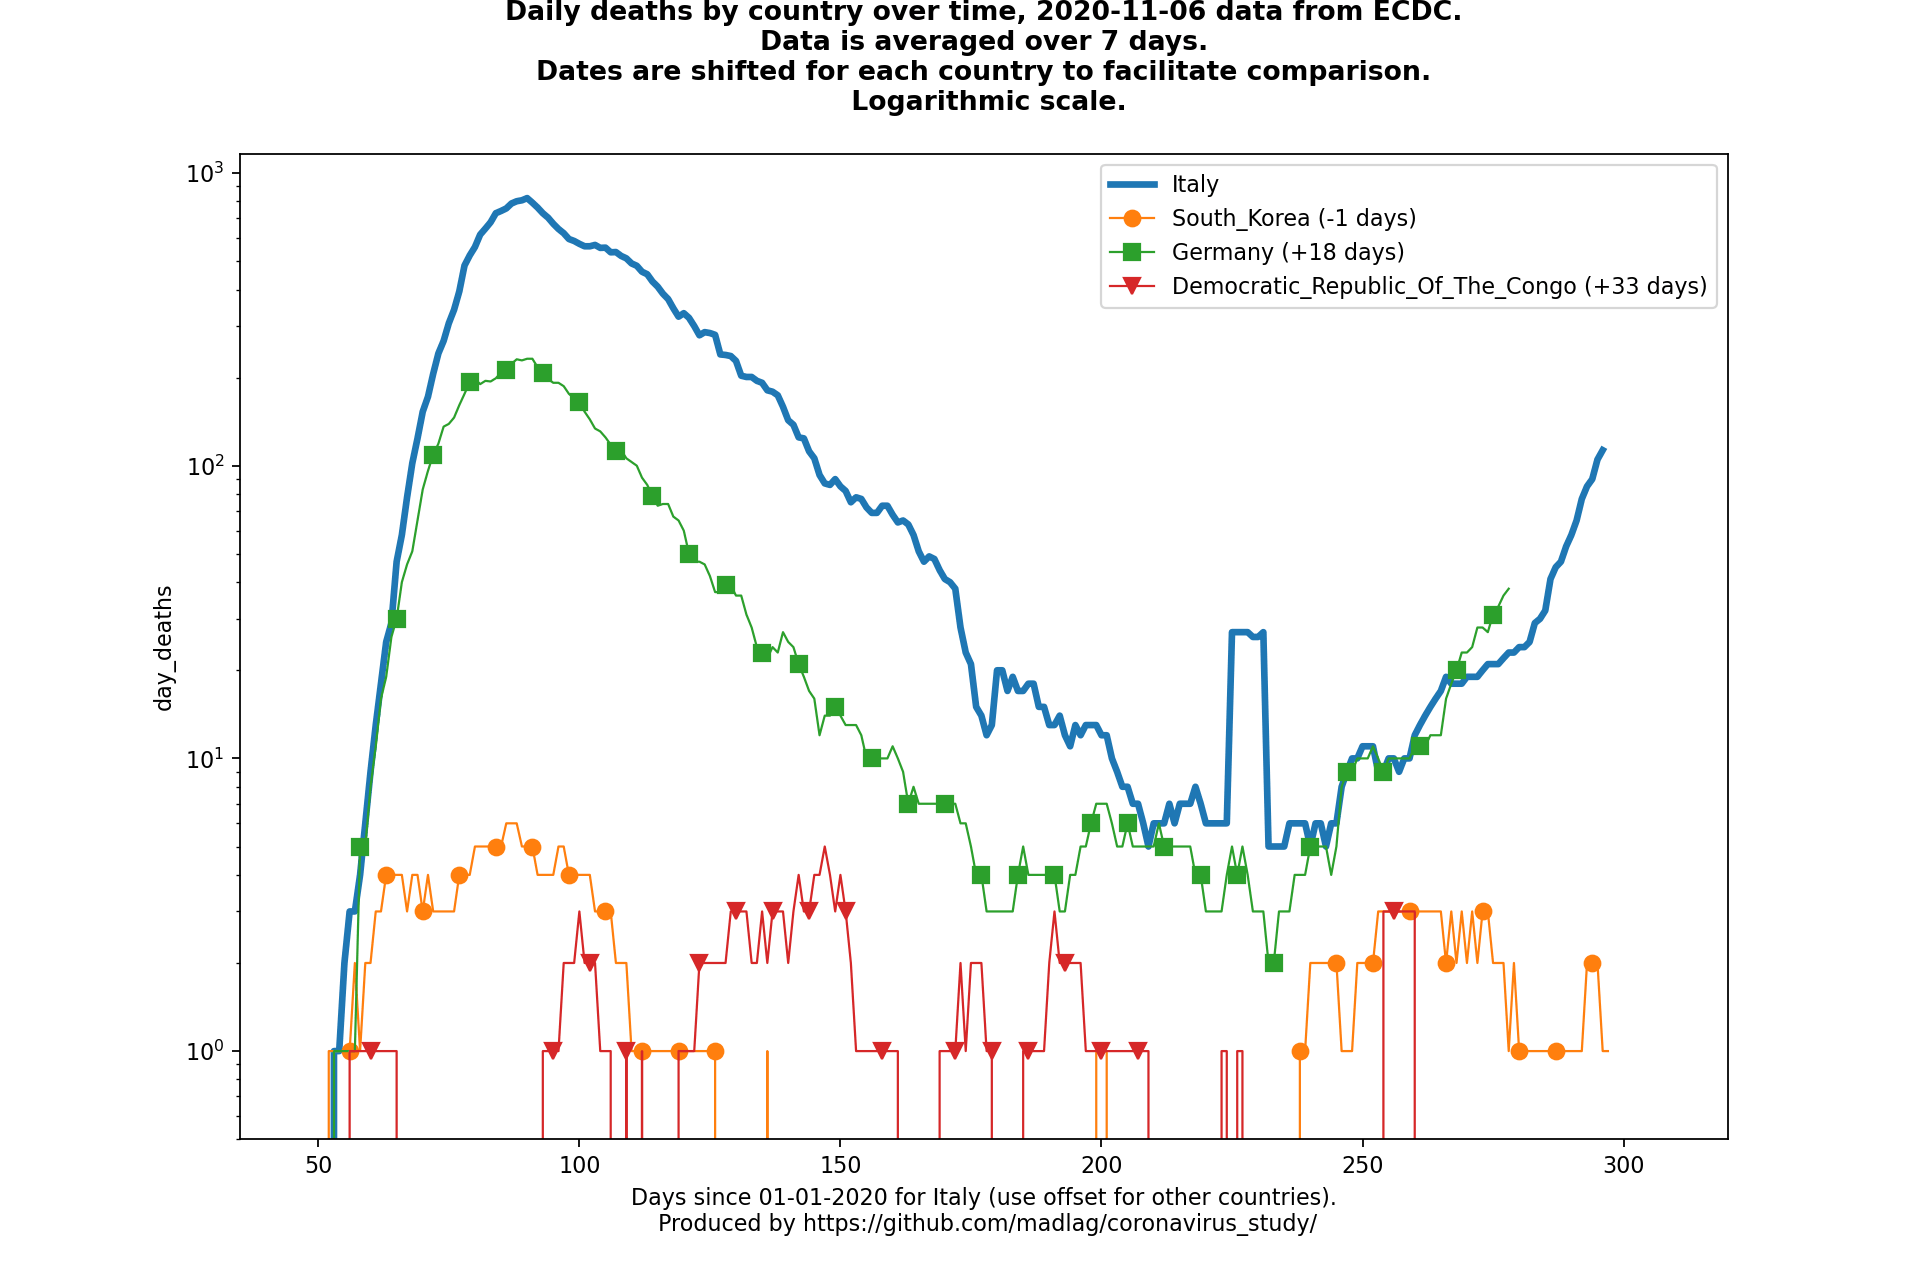 Daily deaths by country over time, 2020-11-06 data from ECDC.
Data is averaged over 7 days.
Dates are shifted for each country to facilitate comparison.
Logarithmic scale.
10³
10²
10¹
10⁰
day_deaths
Italy
South_Korea (-1 days)
Germany (+18 days)
Democratic_Republic_Of_The_Congo (+33 days)
50 100 150 200 250 300
Days since 01-01-2020 for Italy (use offset for other countries).
Produced by https://github.com/madlag/coronavirus_study/